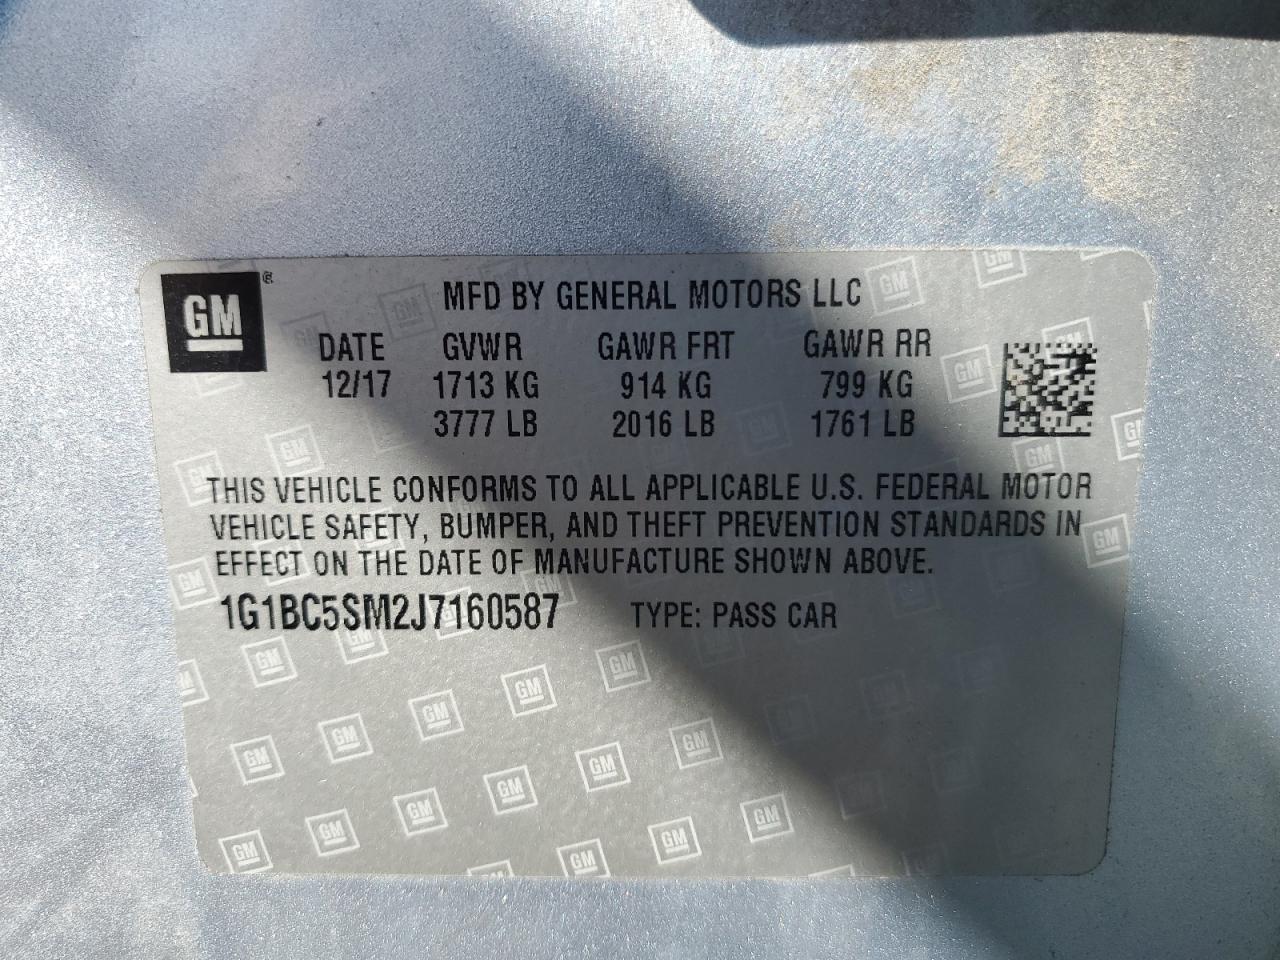 GM ®
MFD BY GENERAL MOTORS LLC
DATE GVWR GAWR FRT GAWR RR
12/17 1713 KG 914 KG 799 KG
3777 LB 2016 LB 1761 LB
THIS VEHICLE CONFORMS TO ALL APPLICABLE U.S. FEDERAL MOTOR
VEHICLE SAFETY, BUMPER, AND THEFT PREVENTION STANDARDS IN
EFFECT ON THE DATE OF MANUFACTURE SHOWN ABOVE.
1G1BC5SM2J7160587 TYPE: PASS CAR